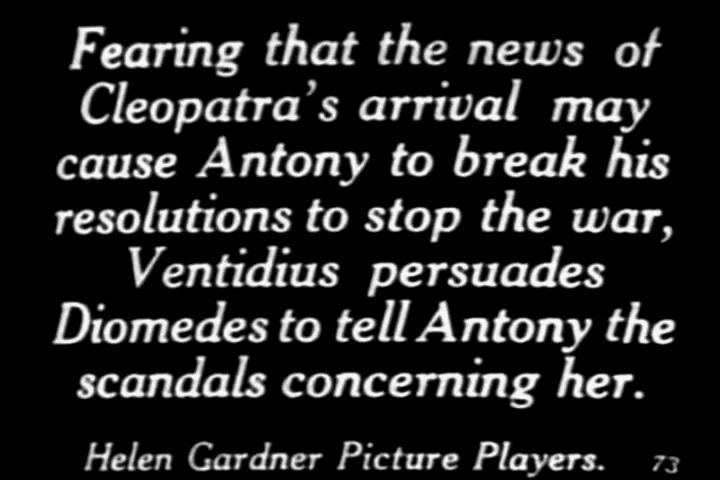 Fearing that the news of
Cleopatra's arrival may
cause Antony to break his
resolutions to stop the war,
Ventidius persuades
Diomedes to tell Antony the
scandals concerning her.
Helen Gardner Picture Players. 73